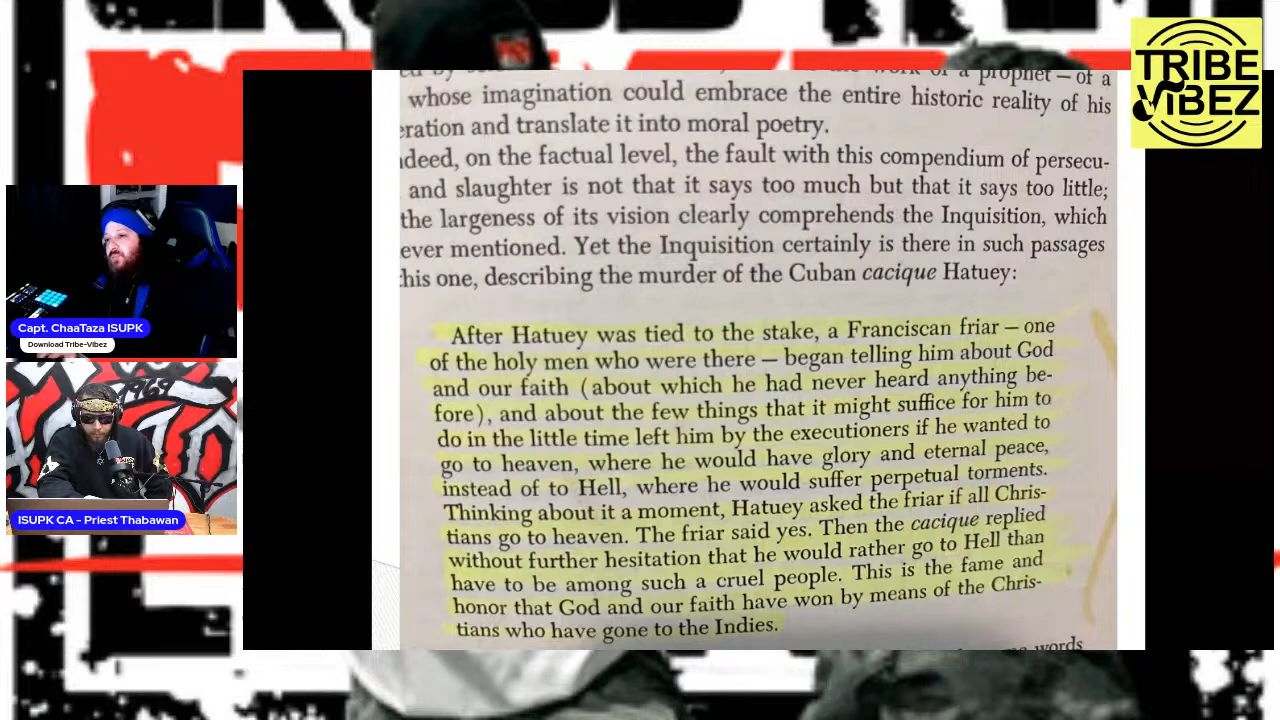 TRIBE
VIBEZ
whose imagination could embrace the entire historic reality of his
eration and translate it into moral poetry.
deed, on the factual level, the fault with this compendium of persecu-
and slaughter is not that it says too much but that it says too little;
the largeness of its vision clearly comprehends the Inquisition, which
ever mentioned. Yet the Inquisition certainly is there in such passages
his one, describing the murder of the Cuban cacique Hatuey:
After Hatuey was tied to the stake, a Franciscan friar — one
of the holy men who were there — began telling him about God
and our faith (about which he had never heard anything be-
fore), and about the few things that it might suffice for him to
do in the little time left him by the executioners if he wanted to
go to heaven, where he would have glory and eternal peace,
instead of to Hell, where he would suffer perpetual torments.
Thinking about it a moment, Hatuey asked the friar if all Chris-
tians go to heaven. The friar said yes. Then the cacique replied
without further hesitation that he would rather go to Hell than
have to be among such a cruel people. This is the fame and
honor that God and our faith have won by means of the Chris-
tians who have gone to the Indies.
words
Capt. ChaaTaza ISUPK
Download Tribe-Vibez
1969
ISUPK CA - Priest Thabawan